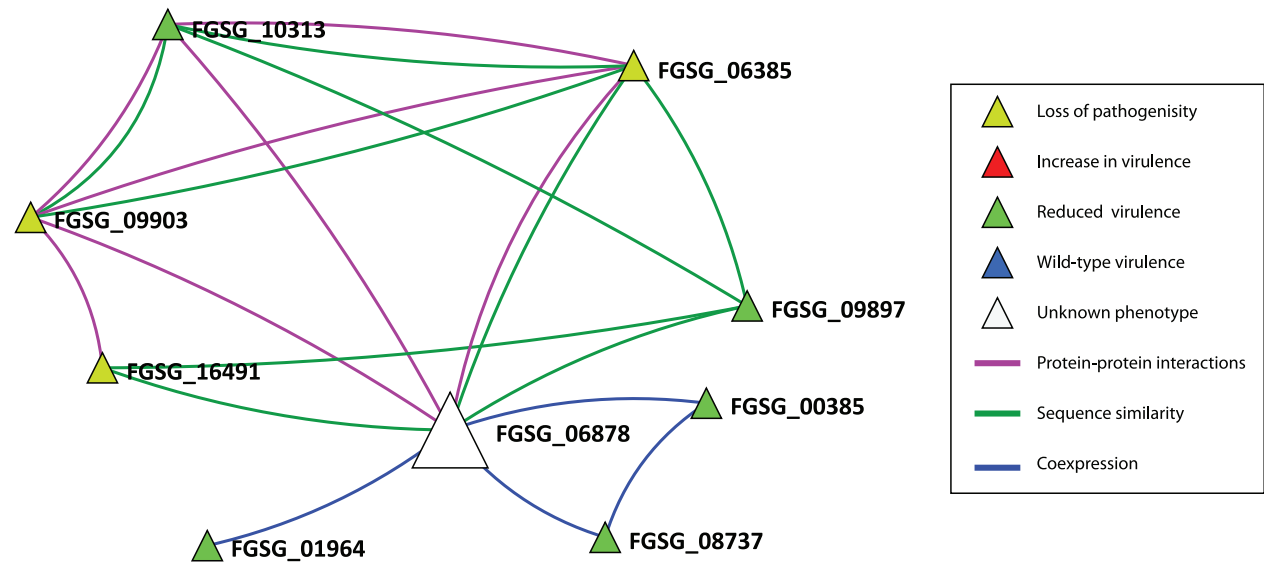 FGSG_10313
FGSG_06385
FGSG_09903
FGSG_09897
FGSG_16491
FGSG_00385
FGSG_06878
FGSG_01964
FGSG_08737
Loss of pathogenisity
Increase in virulence
Reduced virulence
Wild-type virulence
Unknown phenotype
Protein-protein interactions
Sequence similarity
Coexpression